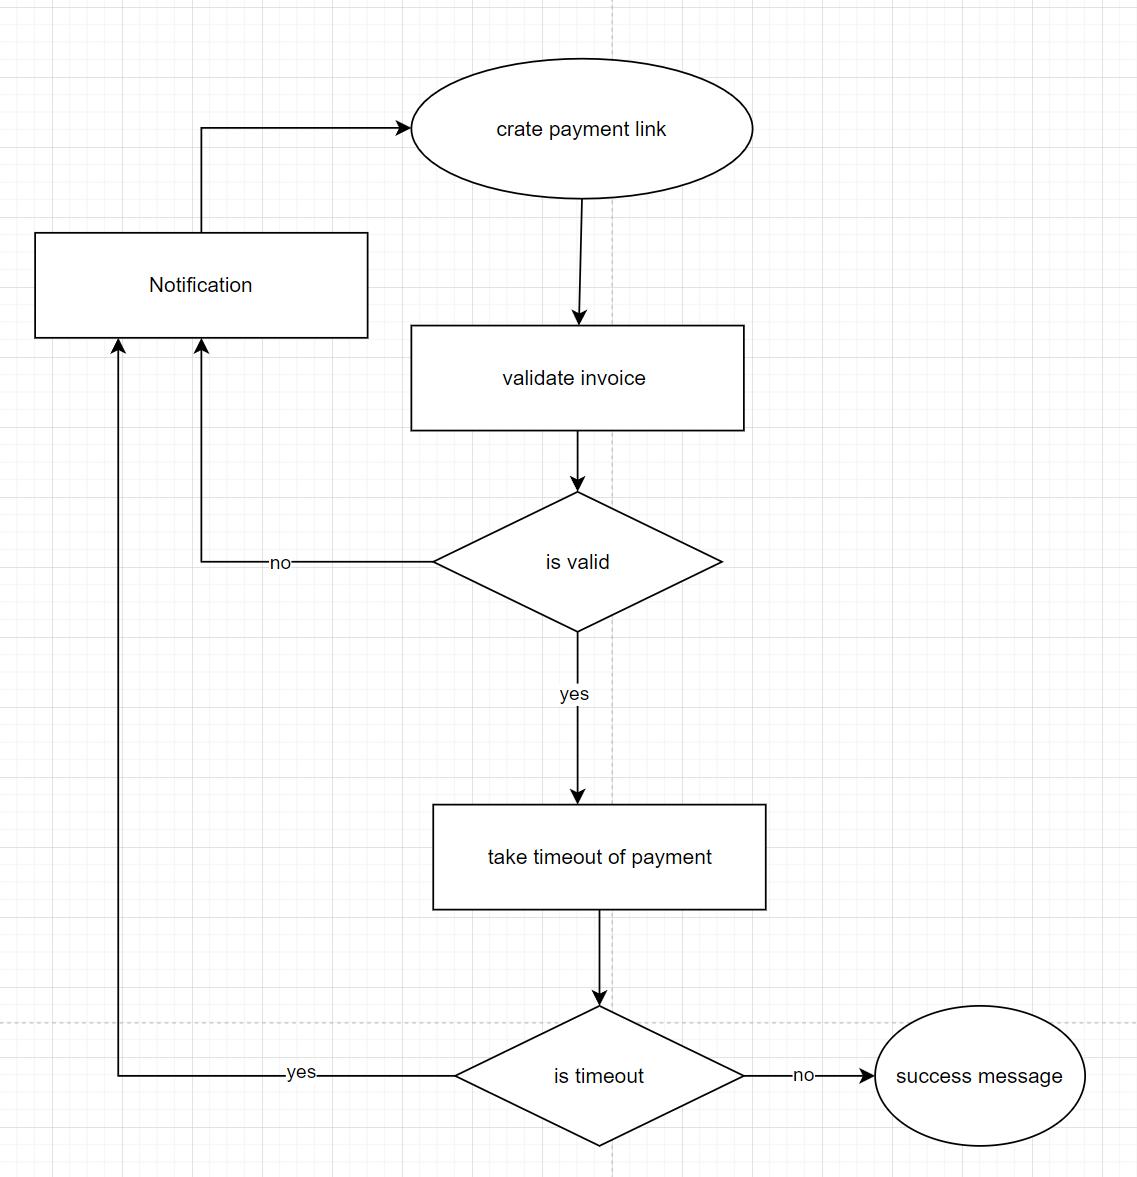 crate payment link
Notification
validate invoice
is valid
no
yes
take timeout of payment
is timeout
yes
no
success message